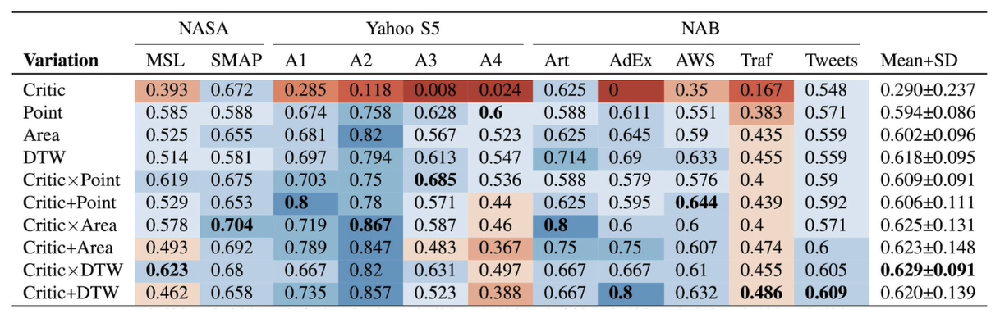 NASA Yahoo S5 NAB
Variation MSL SMAP A1 A2 A3 A4 Art AdEx AWS Traf Tweets Mean+SD
Critic 0.393 0.672 0.285 0.118 0.008 0.024 0.625 0 0.35 0.167 0.548 0.290±0.237
Point 0.585 0.588 0.674 0.758 0.628 0.6 0.588 0.611 0.551 0.383 0.571 0.594±0.086
Area 0.525 0.655 0.681 0.82 0.567 0.523 0.625 0.645 0.59 0.435 0.559 0.602±0.096
DTW 0.514 0.581 0.697 0.794 0.613 0.547 0.714 0.69 0.633 0.455 0.559 0.618±0.095
Critic×Point 0.619 0.675 0.703 0.75 0.685 0.536 0.588 0.579 0.576 0.4 0.59 0.609±0.091
Critic+Point 0.529 0.653 0.8 0.78 0.571 0.44 0.625 0.595 0.644 0.439 0.592 0.606±0.111
Critic×Area 0.578 0.704 0.719 0.867 0.587 0.46 0.8 0.6 0.6 0.4 0.571 0.625±0.131
Critic+Area 0.493 0.692 0.789 0.847 0.483 0.367 0.75 0.75 0.607 0.474 0.6 0.623±0.148
Critic×DTW 0.623 0.68 0.667 0.82 0.631 0.497 0.667 0.667 0.61 0.455 0.605 0.629±0.091
Critic+DTW 0.462 0.658 0.735 0.857 0.523 0.388 0.667 0.8 0.632 0.486 0.609 0.620±0.139